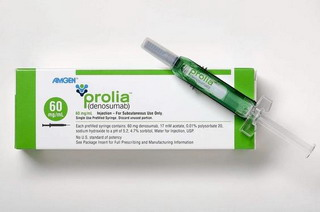 AMGEN®
prolia™
(denosumab)
60
mg/mL
60 mg/mL Injection – For Subcutaneous Use Only.
Single Use Prefilled Syringe. Discard unused portion.
Each prefilled syringe contains: 60 mg denosumab, 17 mM acetate, 0.01% polysorbate 20,
sodium hydroxide to a pH of 5.2, 4.7% sorbitol, Water for Injection, USP.
No U.S. standard of potency
See Package Insert for Full Prescribing and Manufacturing information.
prolia